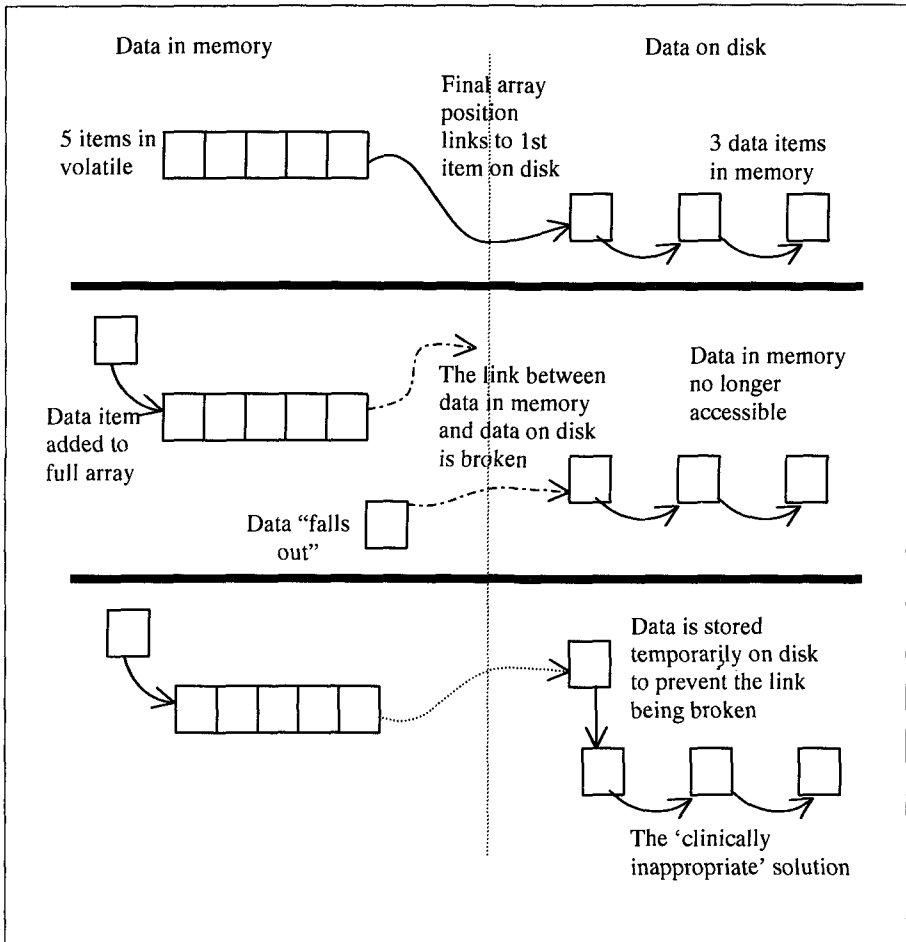 Data in memory
Data on disk
5 items in
volatile
Final array
position
links to 1st
item on disk
3 data items
in memory
Data item
added to
full array
The link between
data in memory
and data on disk
is broken
Data in memory
no longer
accessible
Data “falls
out”
Data is stored
temporarily on disk
to prevent the link
being broken
The ‘clinically
inappropriate’ solution